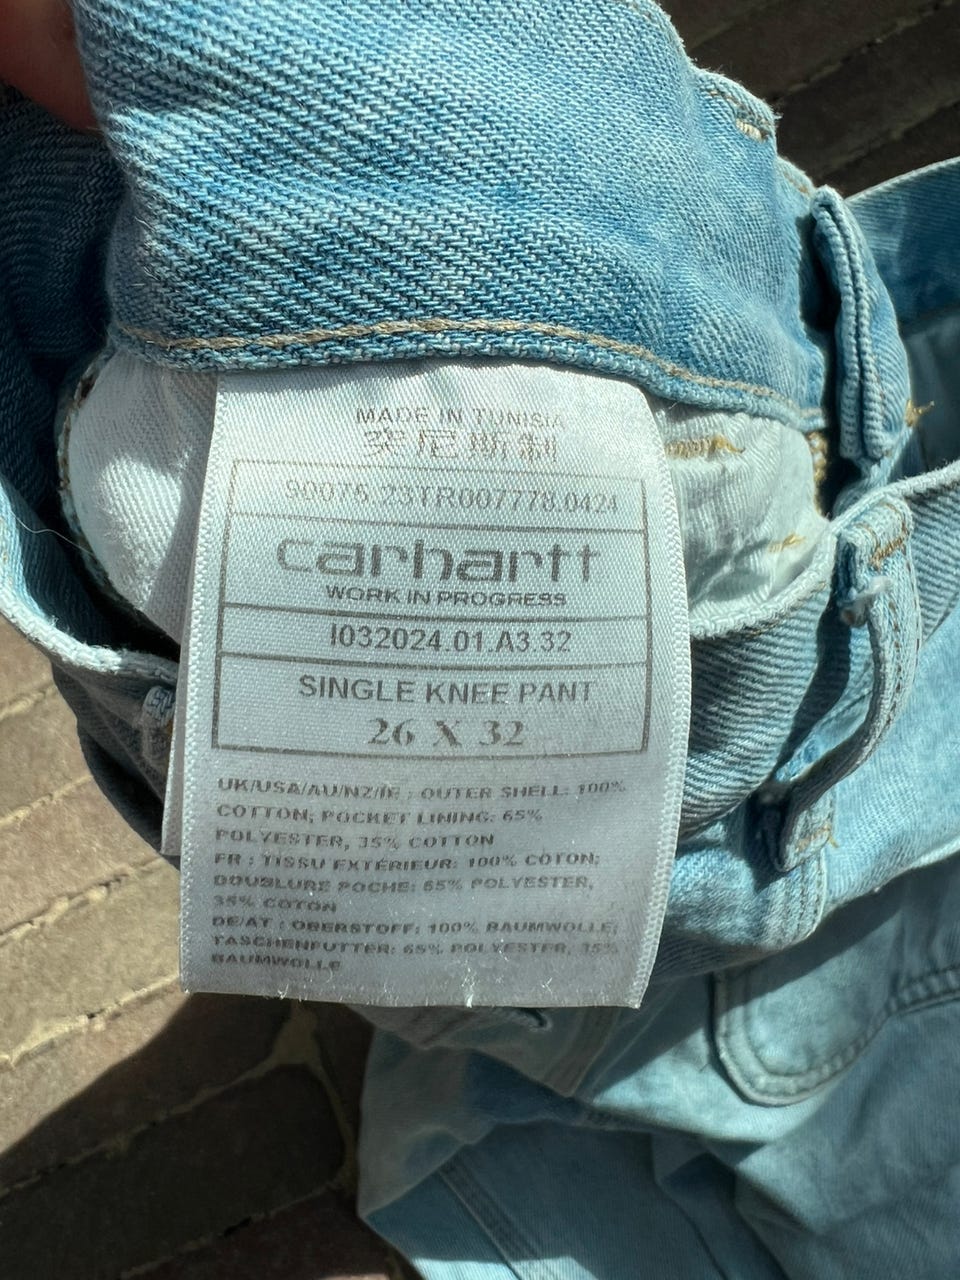 MADE IN TUNISIA
突尼斯制
90076.23TR007778.0424
carhartt
WORK IN PROGRESS
I032024.01.A3.32
SINGLE KNEE PANT
26 X 32
UK/USA/AU/NZ/IE : OUTER SHELL: 100%
COTTON; POCKET LINING: 65%
POLYESTER, 35% COTTON
FR : TISSU EXTÉRIEUR: 100% COTON;
DOUBLURE POCHE: 65% POLYESTER,
35% COTON
DE/AT : OBERSTOFF: 100% BAUMWOLLE;
TASCHENFUTTER: 65% POLYESTER, 35%
BAUMWOLLE